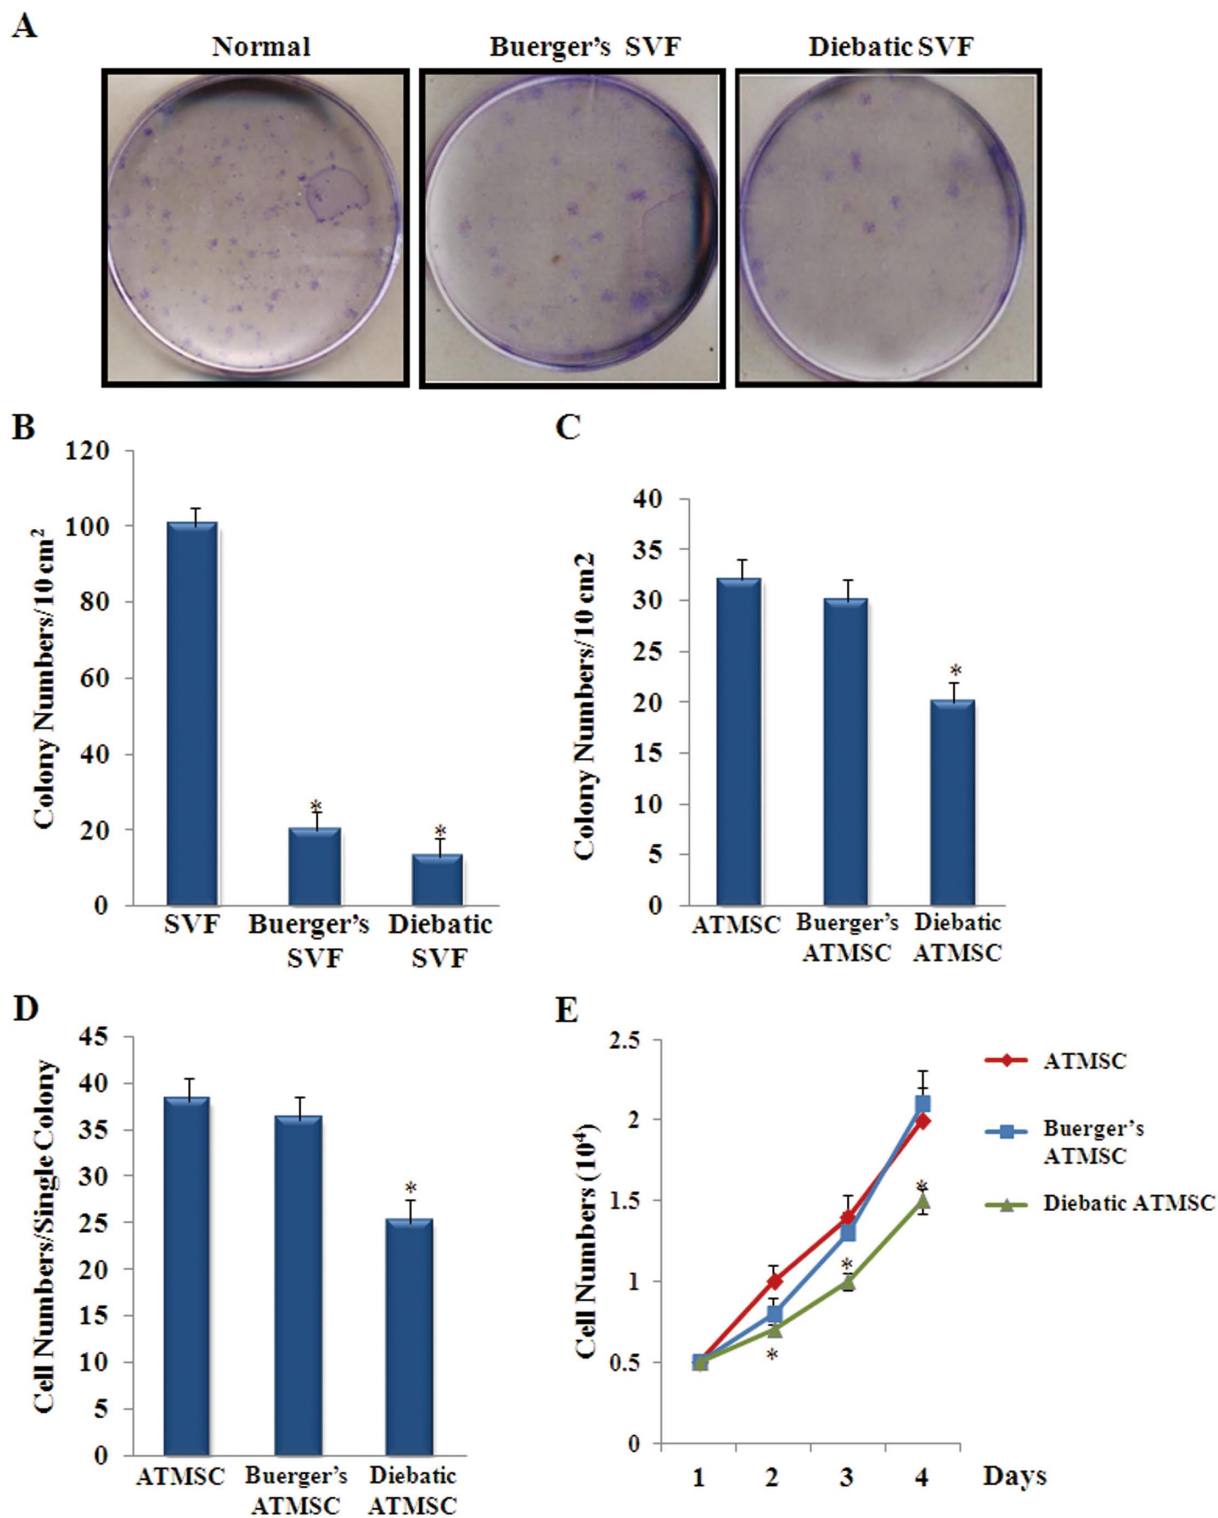 A
Normal
Buerger's SVF
Diebatic SVF
B
Colony Numbers/10 cm²
120
100
80
60
40
20
0
SVF
Buerger's
SVF
Diebatic
SVF
*
*
C
Colony Numbers/10 cm2
40
35
30
25
20
15
10
5
0
ATMSC
Buerger's
ATMSC
Diebatic
ATMSC
*
D
Cell Numbers/Single Colony
45
40
35
30
25
20
15
10
5
0
ATMSC
Buerger's
ATMSC
Diebatic
ATMSC
*
E
Cell Numbers (10⁴)
2.5
2
1.5
1
0.5
0
1 2 3 4 Days
*
*
*
ATMSC
Buerger's
ATMSC
Diebatic ATMSC